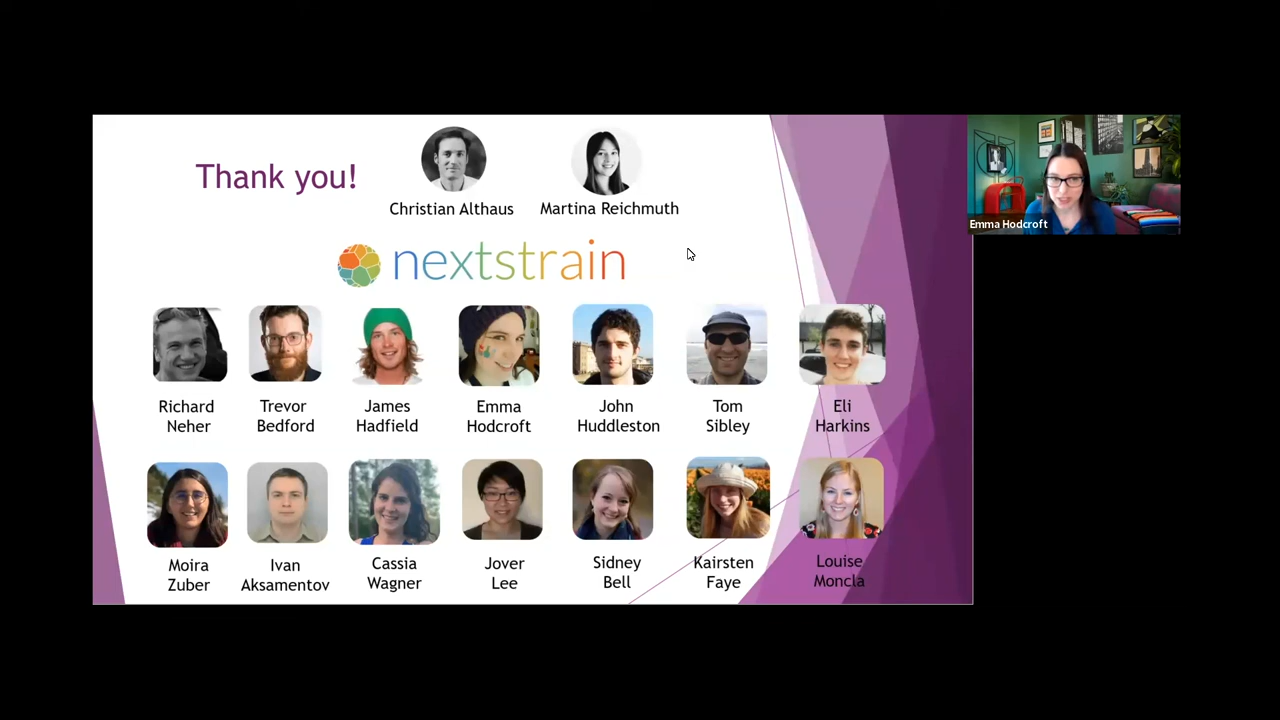 Thank you!
Christian Althaus
Martina Reichmuth
nextstrain
Richard
Neher
Trevor
Bedford
James
Hadfield
Emma
Hodcroft
John
Huddleston
Tom
Sibley
Eli
Harkins
Moira
Zuber
Ivan
Aksamentov
Cassia
Wagner
Jover
Lee
Sidney
Bell
Kairsten
Faye
Louise
Moncla
Emma Hodcroft